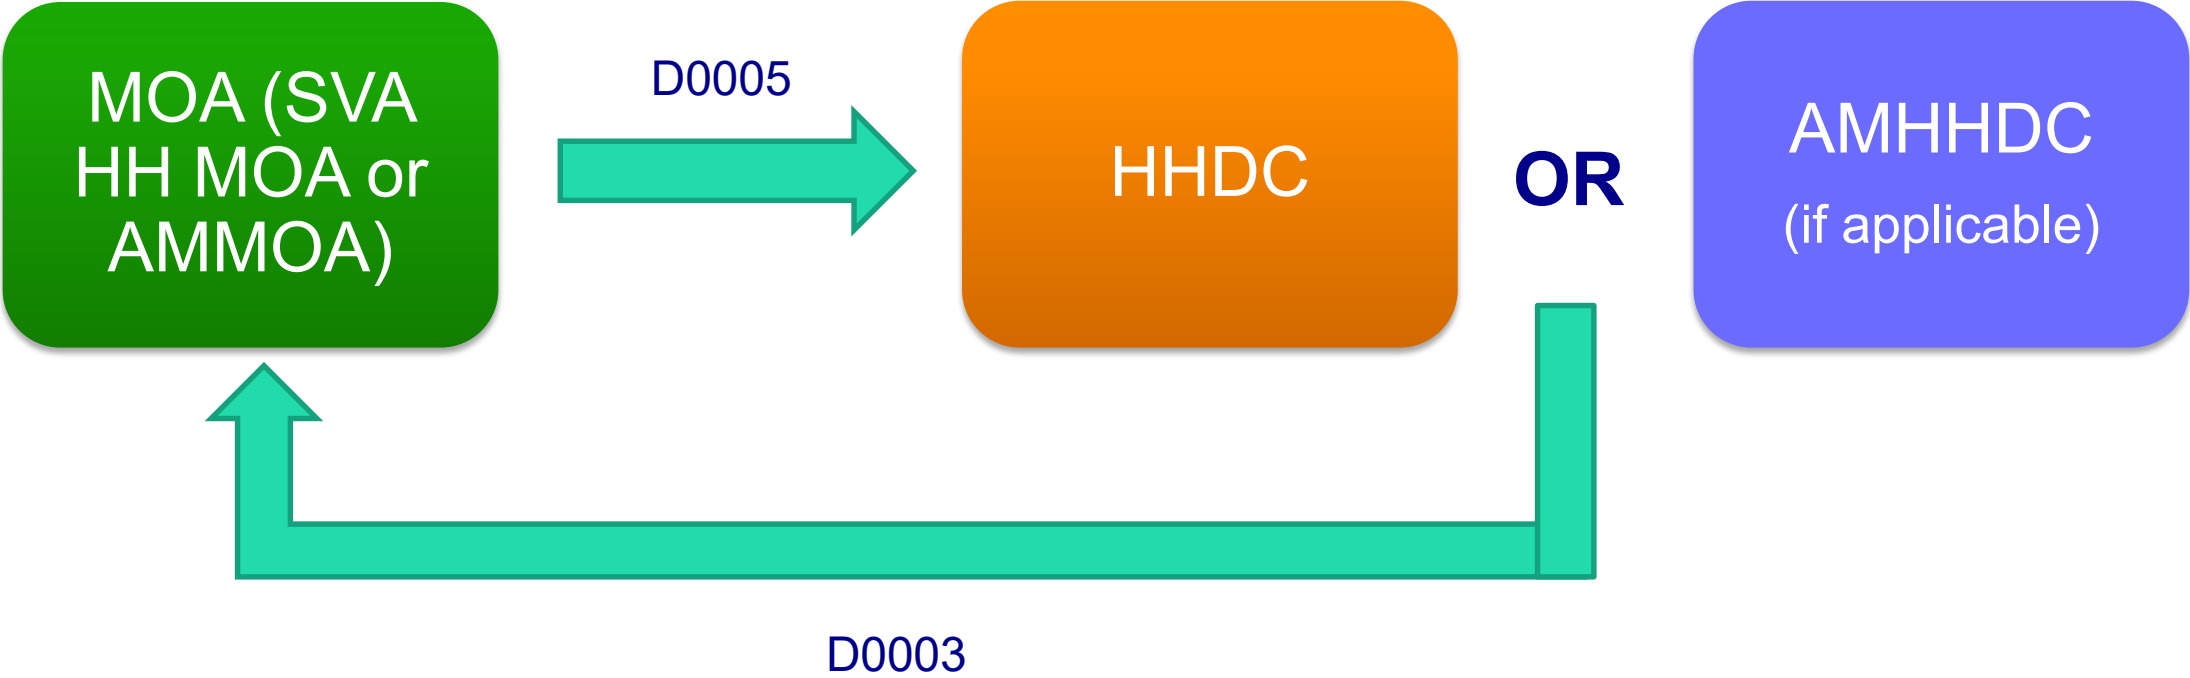 MOA (SVA
HH MOA or
AMMOA)
D0005
HHDC
OR
AMHHDC
(if applicable)
D0003